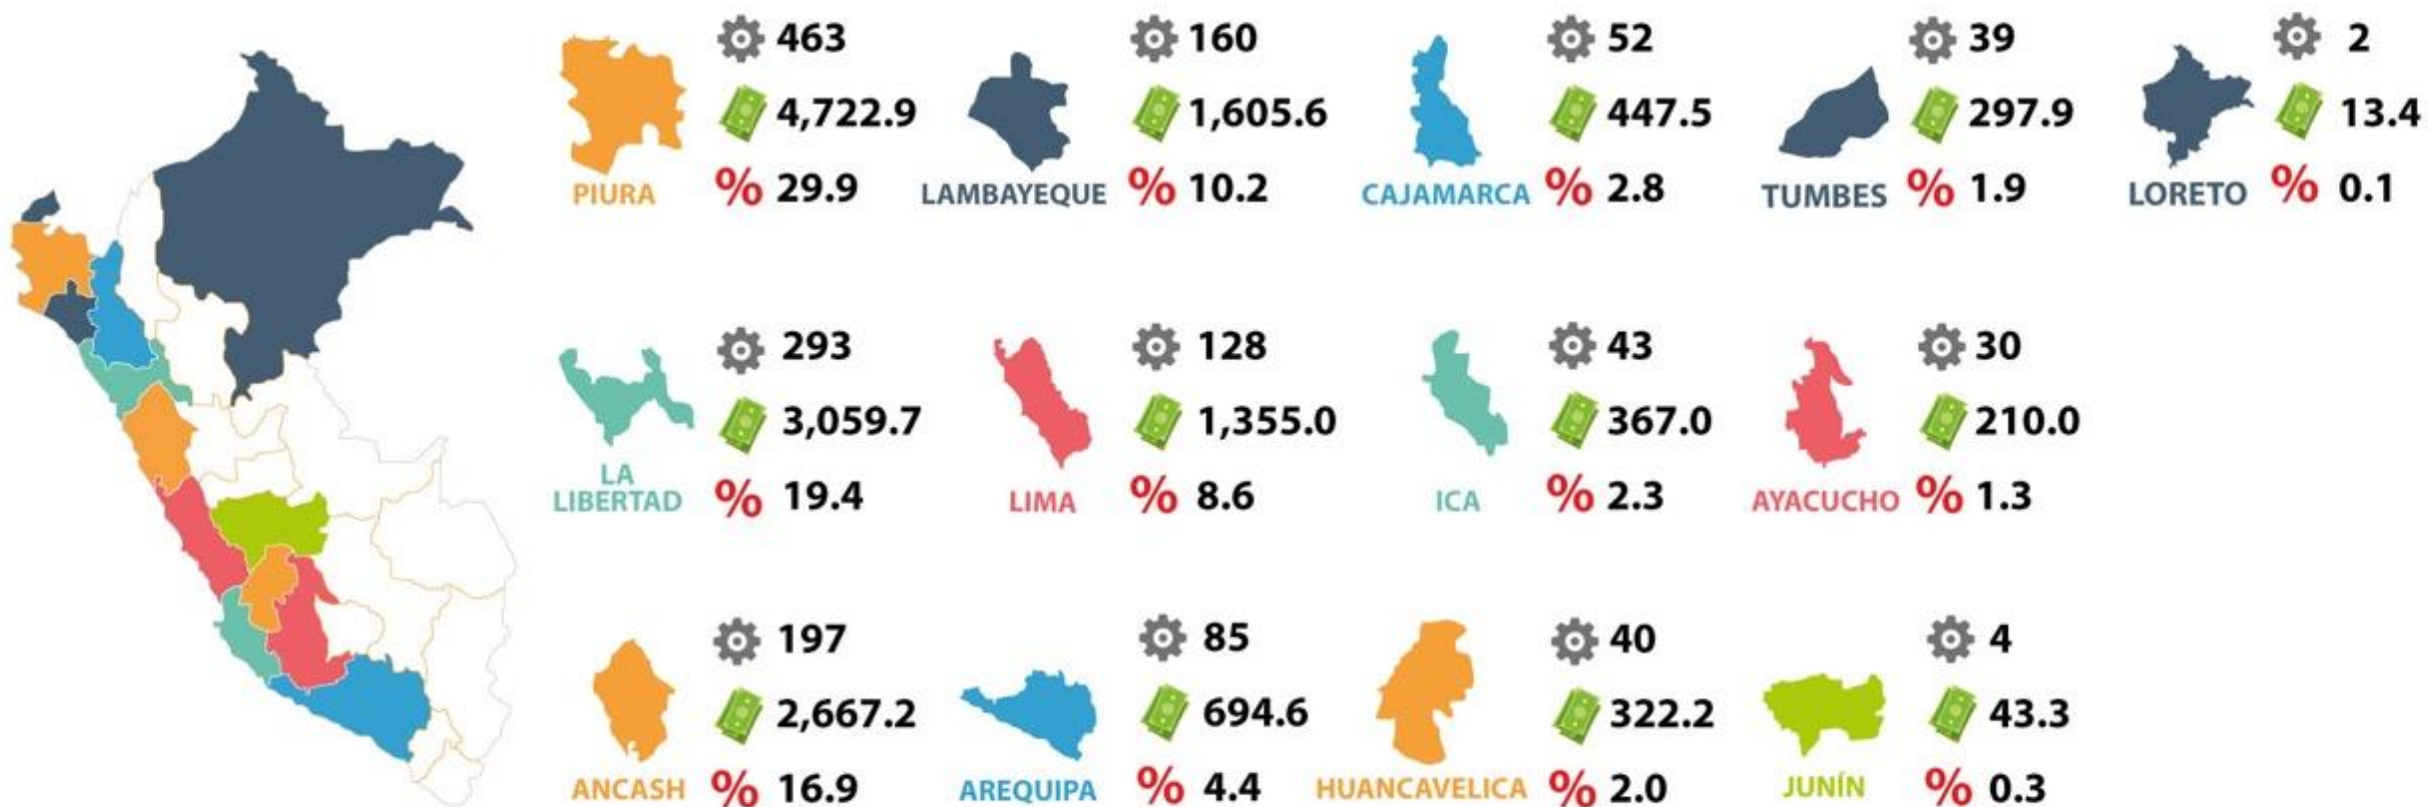 463
4,722.9
PIURA % 29.9
160
1,605.6
LAMBAYEQUE % 10.2
52
447.5
CAJAMARCA % 2.8
39
297.9
TUMBES % 1.9
2
13.4
LORETO % 0.1
293
3,059.7
LA
LIBERTAD % 19.4
128
1,355.0
LIMA % 8.6
43
367.0
ICA % 2.3
30
210.0
AYACUCHO % 1.3
197
2,667.2
ANCASH % 16.9
85
694.6
AREQUIPA % 4.4
40
322.2
HUANCAVELICA % 2.0
4
43.3
JUNÍN % 0.3